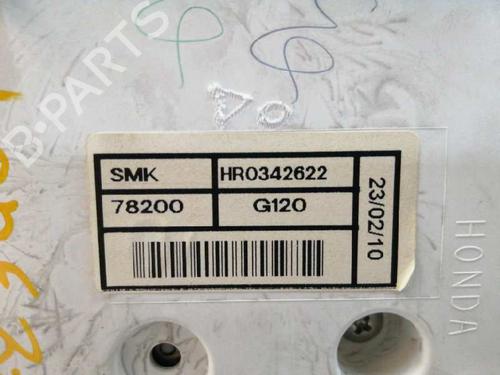 B-PARTS
SMK HR0342622
78200 G120
23/02/10
HONDA